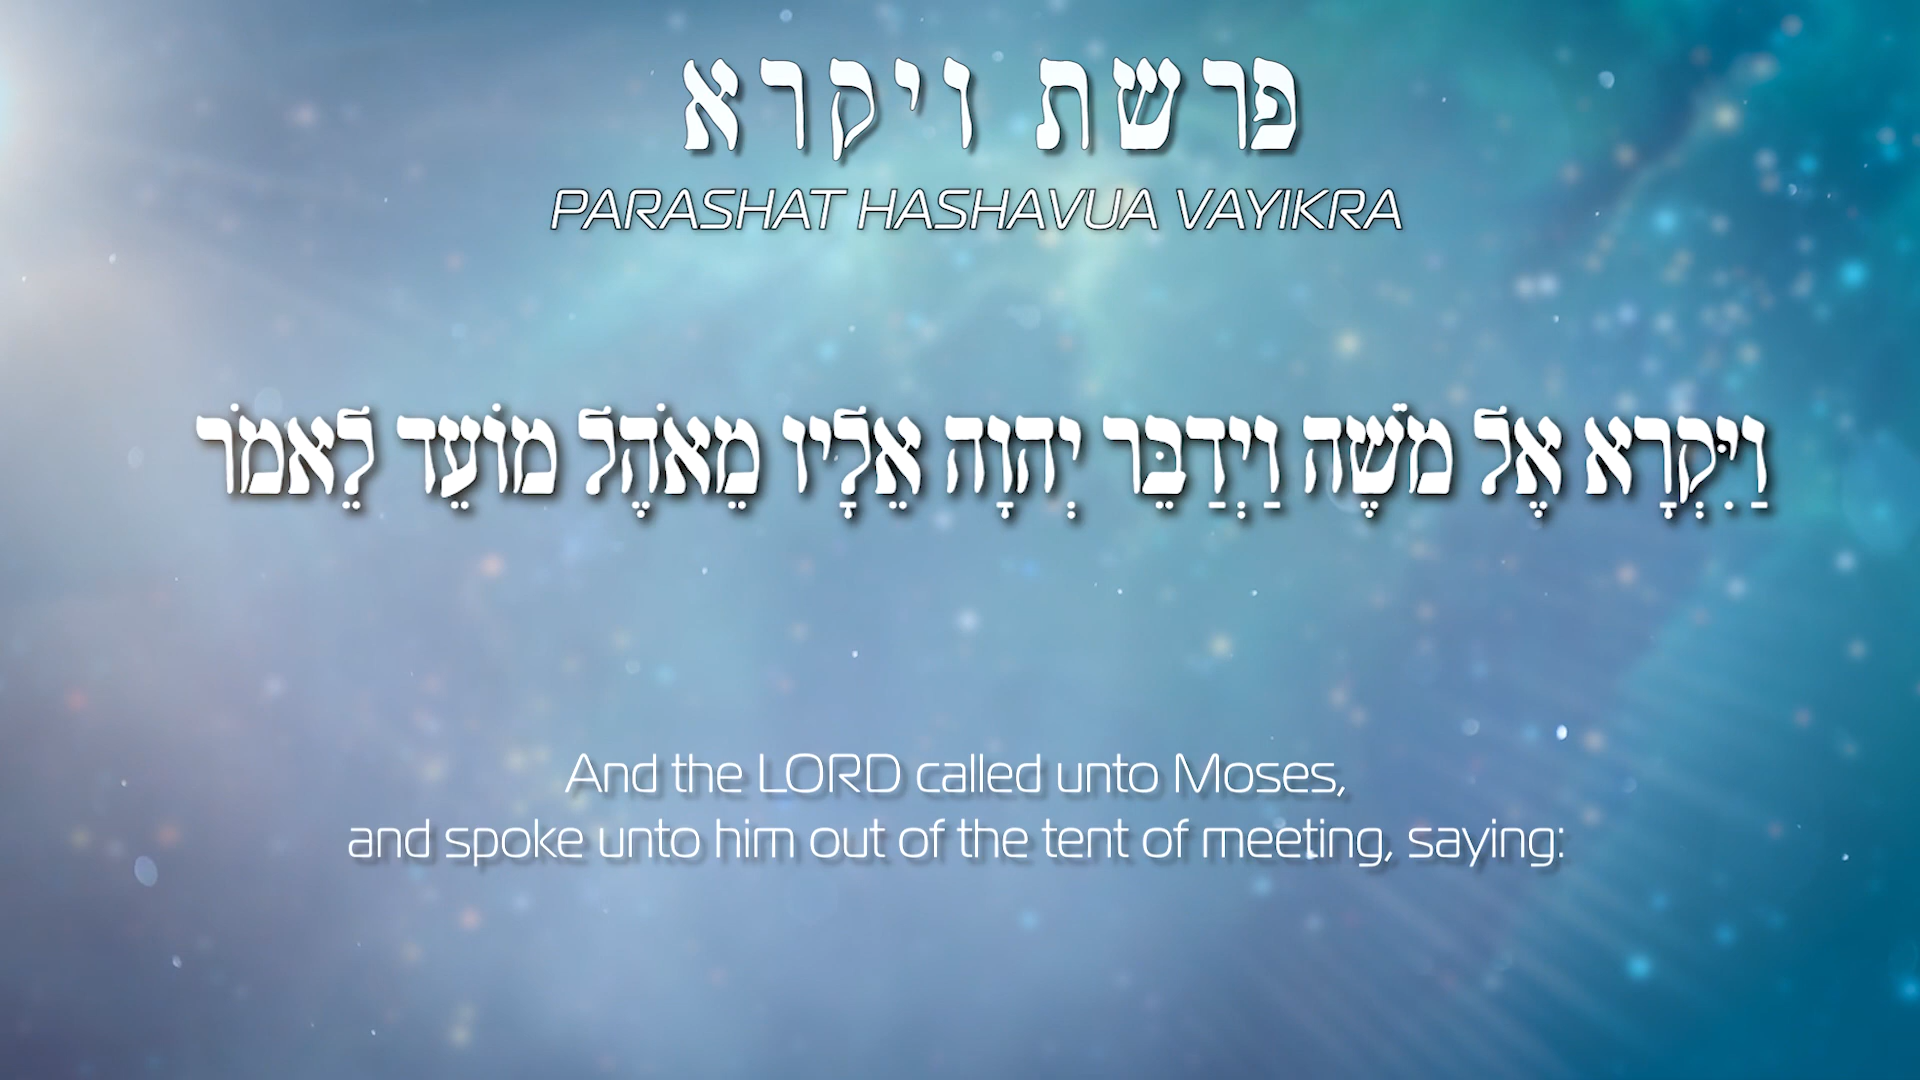 פרשת ויקרא
PARASHAT HASHAVUA VAYIKRA
וַיִּקְרָא אֶל מֹשֶׁה וַיְדַבֵּר יְהוָה אֵלָיו מֵאֹהֶל מוֹעֵד לֵאמֹר
And the LORD called unto Moses,
and spoke unto him out of the tent of meeting, saying: